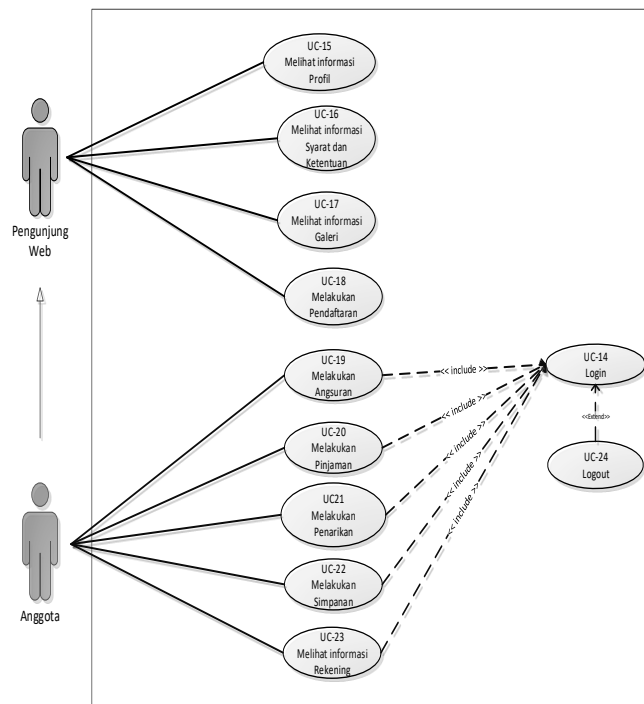 UC-15
Melihat informasi
Profil
UC-16
Melihat informasi
Syarat dan
Ketentuan
UC-17
Melihat informasi
Galeri
UC-18
Melakukan
Pendaftaran
Pengunjung
Web
UC-19
Melakukan
Angsuran
<< include >>
UC-14
Login
<<Extend>>
UC-24
Logout
UC-20
Melakukan
Pinjaman
<< include >>
UC21
Melakukan
Penarikan
<< include >>
UC-22
Melakukan
Simpanan
<< include >>
UC-23
Melihat informasi
Rekening
<< include >>
Anggota